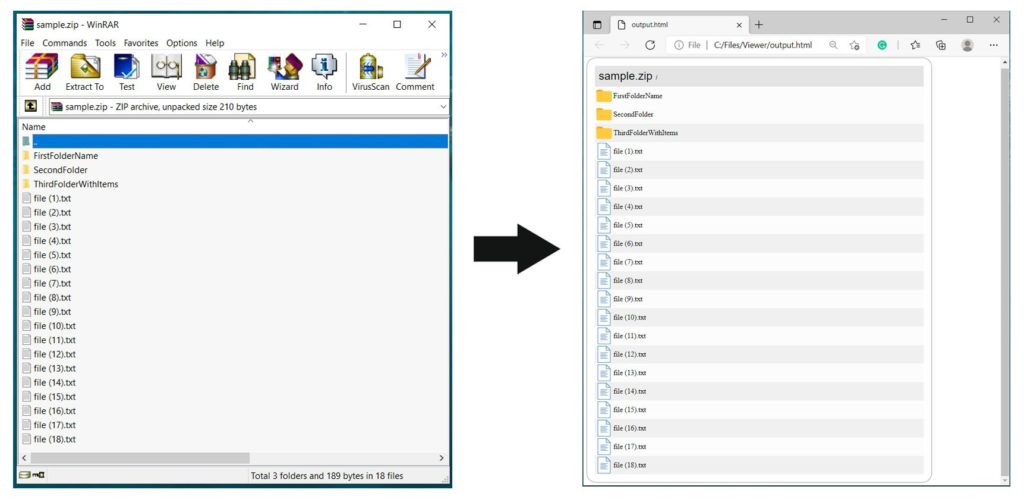 sample.zip - WinRAR
File Commands Tools Favorites Options Help
Add Extract To Test View Delete Find Wizard Info VirusScan Comment
sample.zip - ZIP archive, unpacked size 210 bytes
Name
..
FirstFolderName
SecondFolder
ThirdFolderWithItems
file (1).txt
file (2).txt
file (3).txt
file (4).txt
file (5).txt
file (6).txt
file (7).txt
file (8).txt
file (9).txt
file (10).txt
file (11).txt
file (12).txt
file (13).txt
file (14).txt
file (15).txt
file (16).txt
file (17).txt
file (18).txt
Total 3 folders and 189 bytes in 18 files
output.html
File | C:/Files/Viewer/output.html
sample.zip /
FirstFolderName
SecondFolder
ThirdFolderWithItems
file (1).txt
file (2).txt
file (3).txt
file (4).txt
file (5).txt
file (6).txt
file (7).txt
file (8).txt
file (9).txt
file (10).txt
file (11).txt
file (12).txt
file (13).txt
file (14).txt
file (15).txt
file (16).txt
file (17).txt
file (18).txt